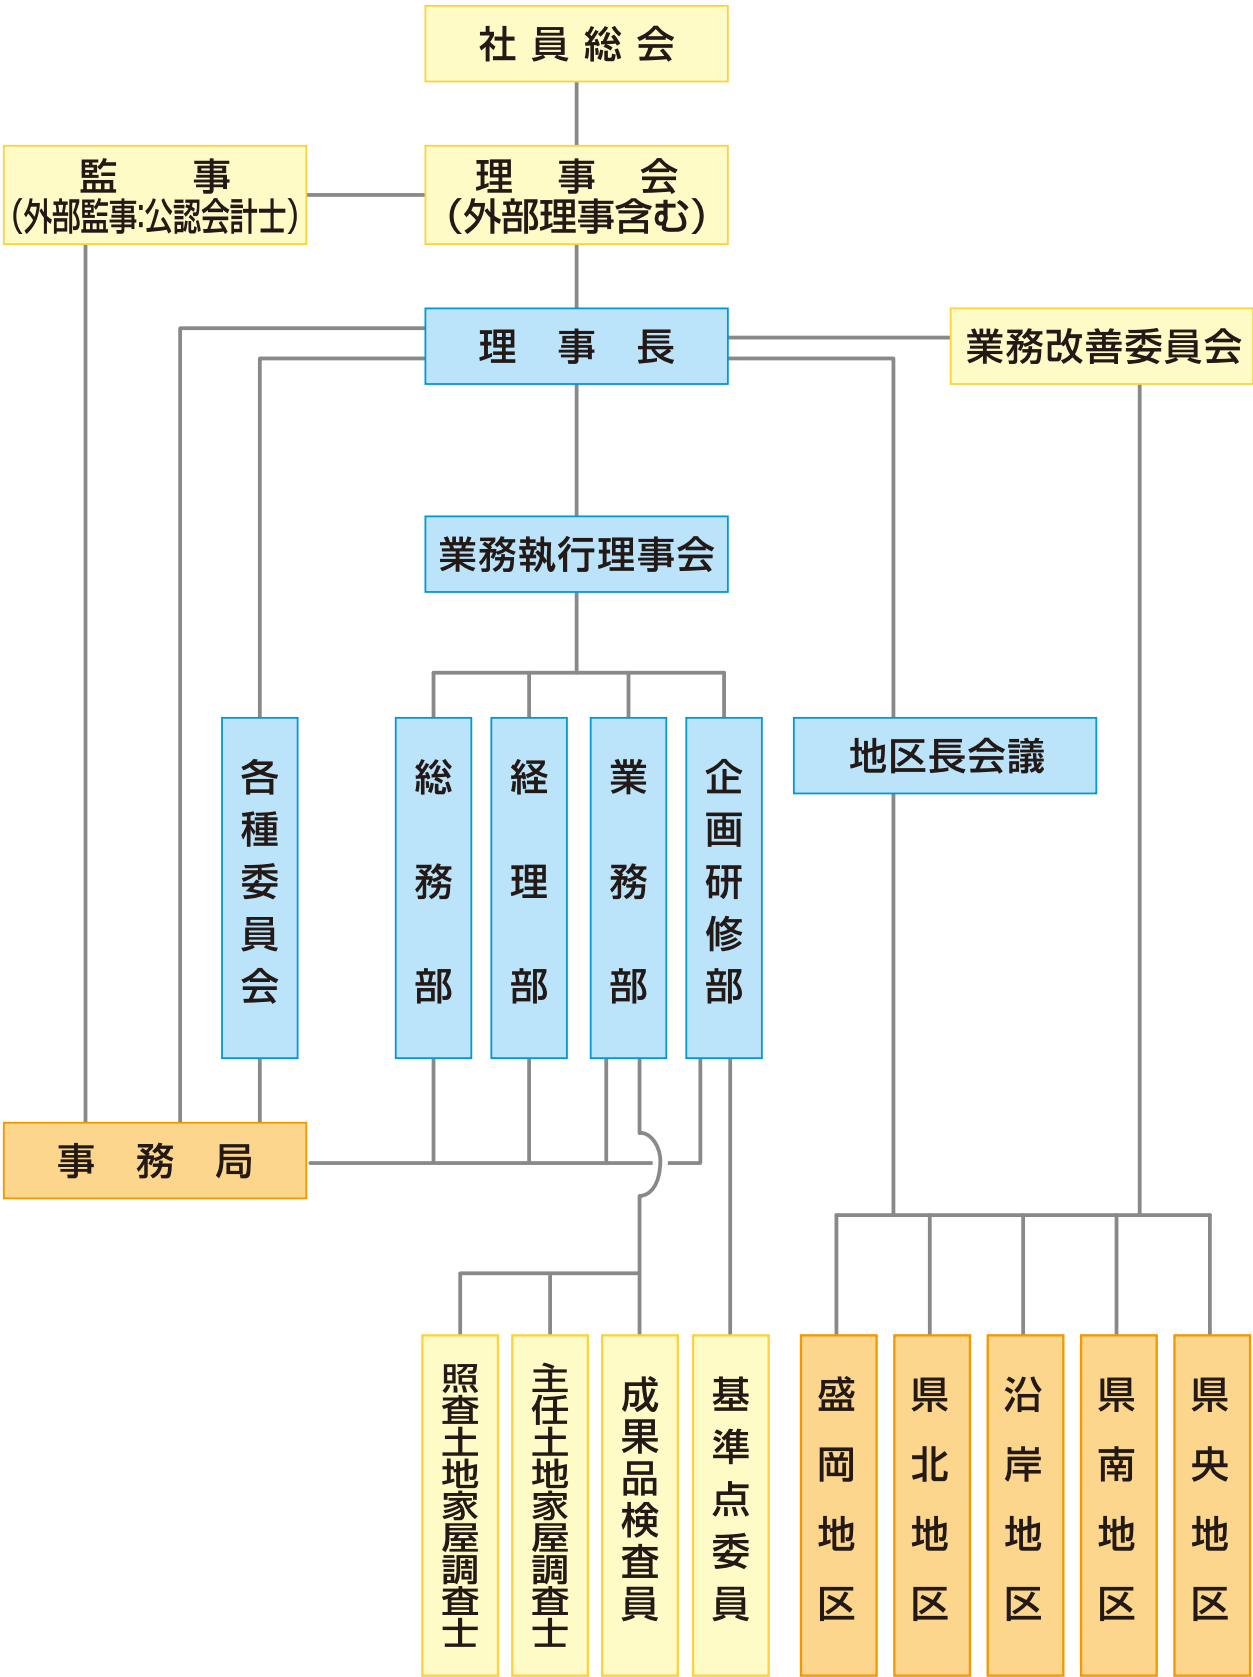 社員総会
監事
（外部監事:公認会計士）
理事会
（外部理事含む）
理事長
業務改善委員会
業務執行理事会
各種委員会
総務部
経理部
業務部
企画研修部
地区長会議
事務局
照査土地家屋調査士
主任土地家屋調査士
成果品検査員
基準点委員
盛岡地区
県北地区
沿岸地区
県南地区
県央地区